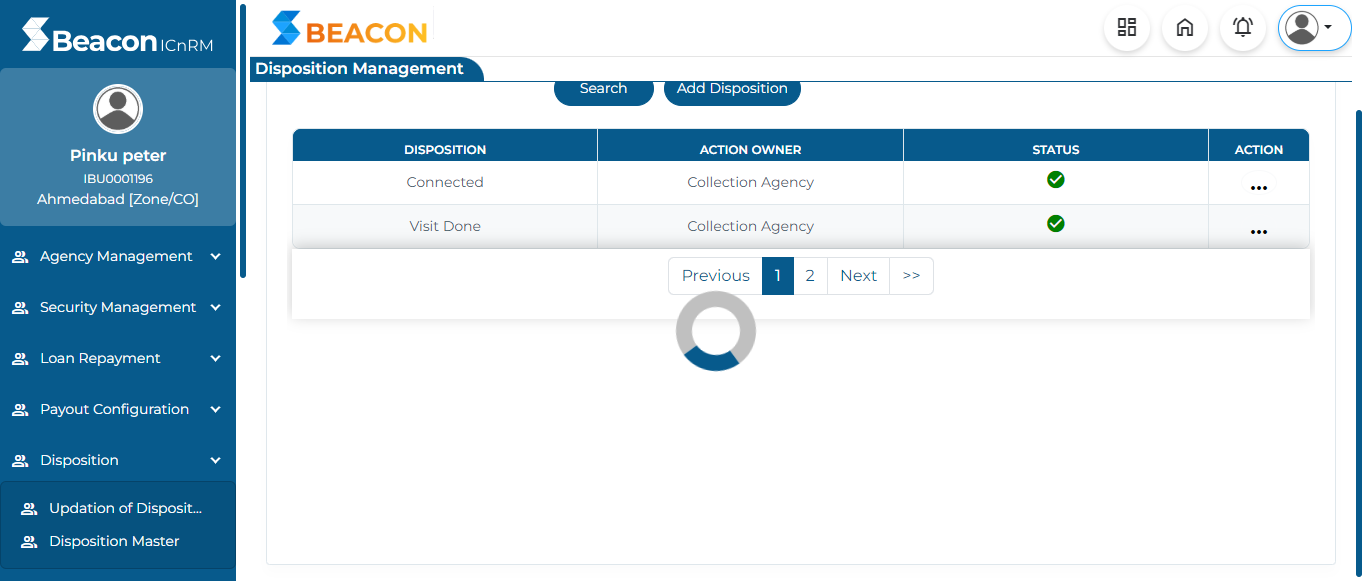 Beacon ICnRM
Pinku peter
IBU0001196
Ahmedabad [Zone/CO]
Agency Management
Security Management
Loan Repayment
Payout Configuration
Disposition
Updation of Disposit...
Disposition Master
BEACON
Disposition Management
Search Add Disposition
DISPOSITION ACTION OWNER STATUS ACTION
Connected Collection Agency
Visit Done Collection Agency
Previous 1 2 Next >>